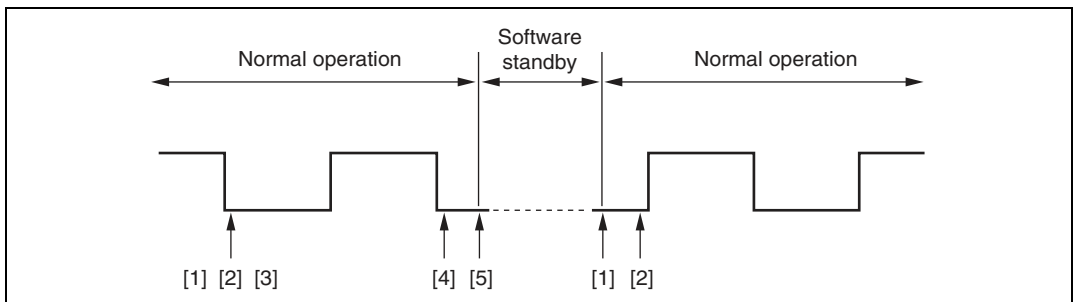 Software
standby
Normal operation
Normal operation
[1] [2] [3]
[4] [5]
[1] [2]